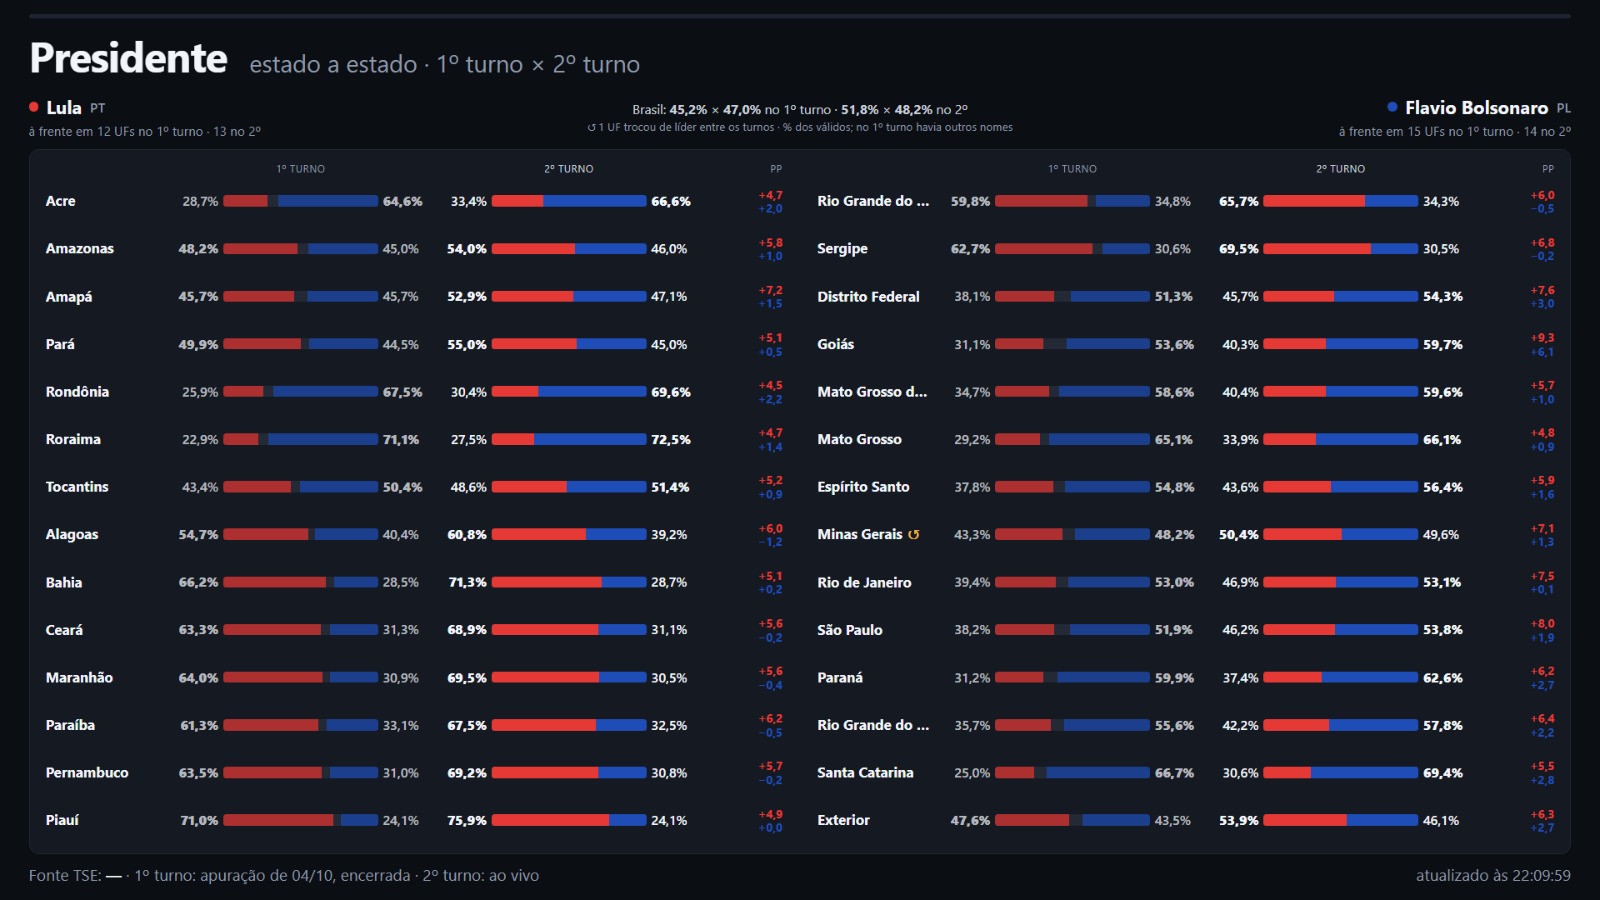 Presidente estado a estado · 1º turno × 2º turno
Lula PT
à frente em 12 UFs no 1º turno · 13 no 2º
Brasil: 45,2% × 47,0% no 1º turno · 51,8% × 48,2% no 2º
↺ 1 UF trocou de líder entre os turnos · % dos válidos; no 1º turno havia outros nomes
Flavio Bolsonaro PL
à frente em 15 UFs no 1º turno · 14 no 2º
1º TURNO 2º TURNO PP
Acre 28,7% 64,6% 33,4% 66,6% +4,7 +2,0
Amazonas 48,2% 45,0% 54,0% 46,0% +5,8 +1,0
Amapá 45,7% 45,7% 52,9% 47,1% +7,2 +1,5
Pará 49,9% 44,5% 55,0% 45,0% +5,1 +0,5
Rondônia 25,9% 67,5% 30,4% 69,6% +4,5 +2,2
Roraima 22,9% 71,1% 27,5% 72,5% +4,7 +1,4
Tocantins 43,4% 50,4% 48,6% 51,4% +5,2 +0,9
Alagoas 54,7% 40,4% 60,8% 39,2% +6,0 −1,2
Bahia 66,2% 28,5% 71,3% 28,7% +5,1 +0,2
Ceará 63,3% 31,3% 68,9% 31,1% +5,6 −0,2
Maranhão 64,0% 30,9% 69,5% 30,5% +5,6 −0,4
Paraíba 61,3% 33,1% 67,5% 32,5% +6,2 −0,5
Pernambuco 63,5% 31,0% 69,2% 30,8% +5,7 −0,2
Piauí 71,0% 24,1% 75,9% 24,1% +4,9 +0,0
1º TURNO 2º TURNO PP
Rio Grande do ... 59,8% 34,8% 65,7% 34,3% +6,0 −0,5
Sergipe 62,7% 30,6% 69,5% 30,5% +6,8 −0,2
Distrito Federal 38,1% 51,3% 45,7% 54,3% +7,6 +3,0
Goiás 31,1% 53,6% 40,3% 59,7% +9,3 +6,1
Mato Grosso d... 34,7% 58,6% 40,4% 59,6% +5,7 +1,0
Mato Grosso 29,2% 65,1% 33,9% 66,1% +4,8 +0,9
Espírito Santo 37,8% 54,8% 43,6% 56,4% +5,9 +1,6
Minas Gerais ↺ 43,3% 48,2% 50,4% 49,6% +7,1 +1,3
Rio de Janeiro 39,4% 53,0% 46,9% 53,1% +7,5 +0,1
São Paulo 38,2% 51,9% 46,2% 53,8% +8,0 +1,9
Paraná 31,2% 59,9% 37,4% 62,6% +6,2 +2,7
Rio Grande do ... 35,7% 55,6% 42,2% 57,8% +6,4 +2,2
Santa Catarina 25,0% 66,7% 30,6% 69,4% +5,5 +2,8
Exterior 47,6% 43,5% 53,9% 46,1% +6,3 +2,7
Fonte TSE: — · 1º turno: apuração de 04/10, encerrada · 2º turno: ao vivo
atualizado às 22:09:59